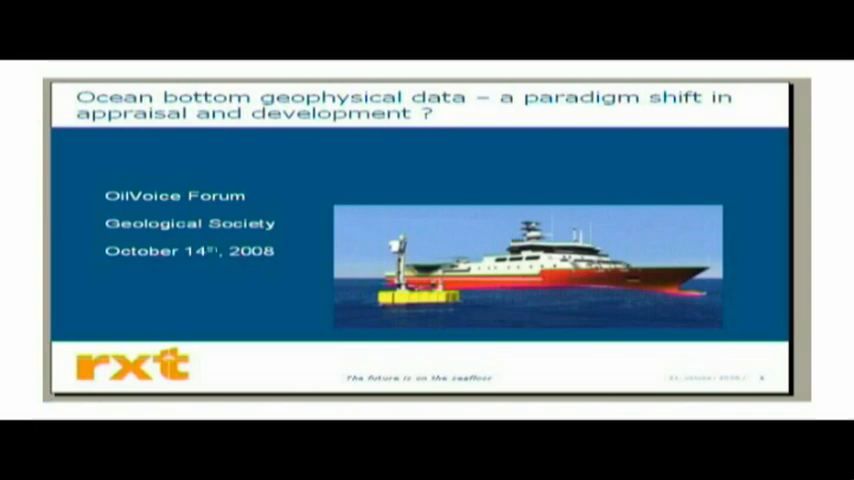 Ocean bottom geophysical data – a paradigm shift in
appraisal and development ?
OilVoice Forum
Geological Society
October 14th, 2008
rxt
The future is on the seafloor